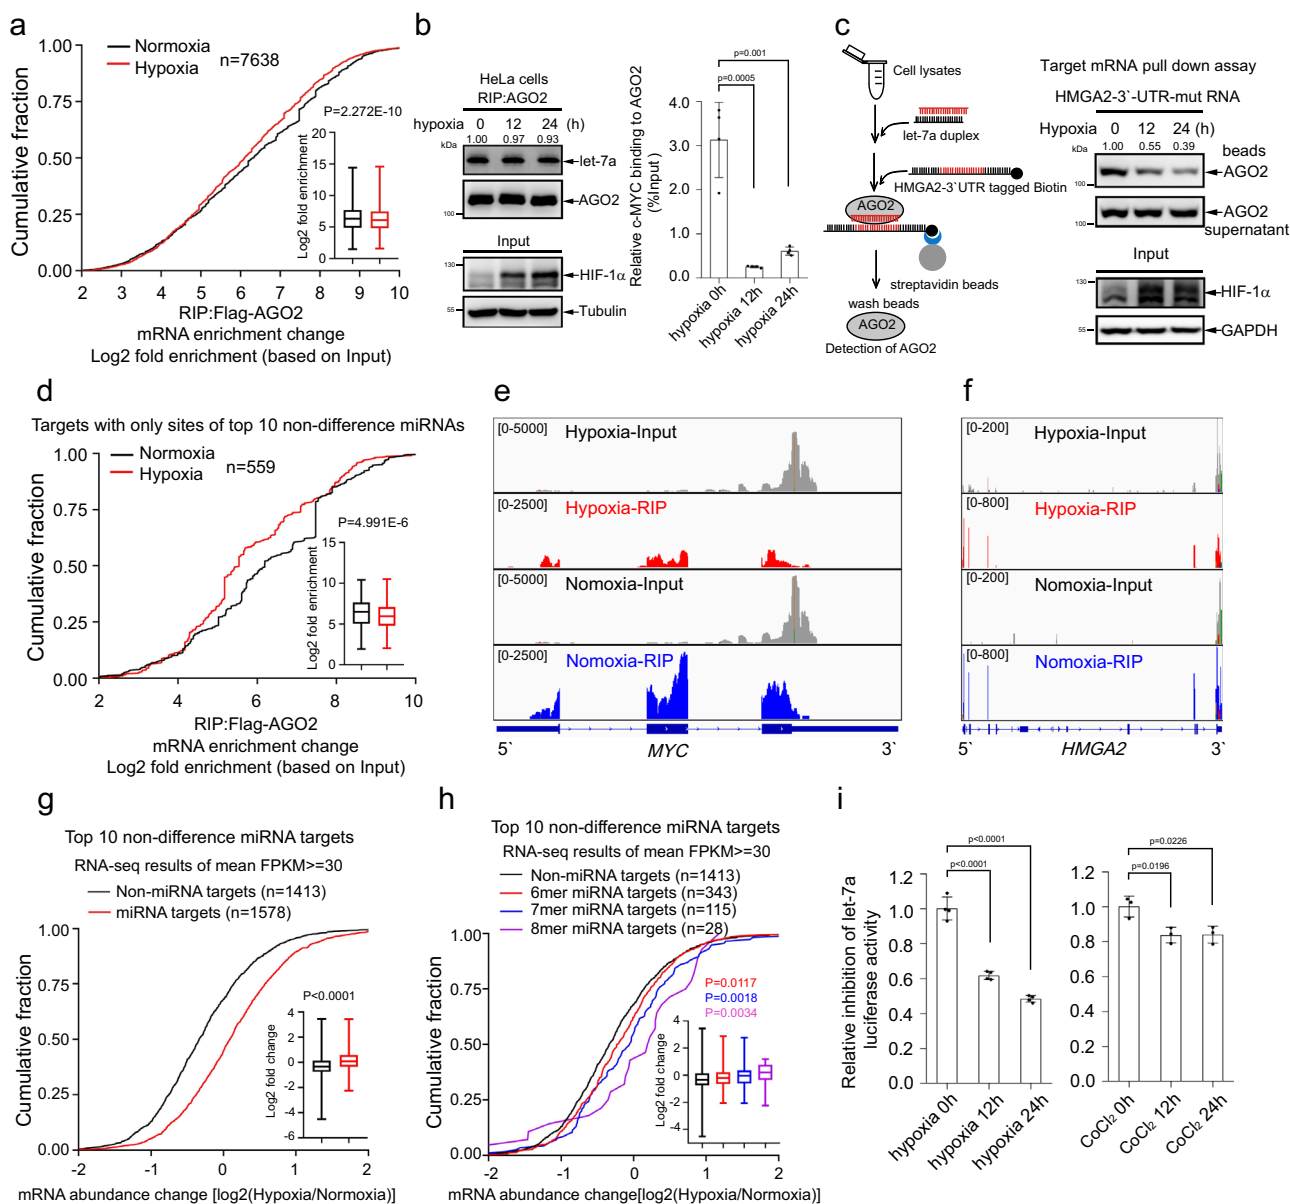 a
Normoxia
Hypoxia
n=7638
P=2.272E-10
Cumulative fraction
1.00
0.75
0.50
0.25
0.00
Log2 fold enrichment
20
15
10
5
0
2 3 4 5 6 7 8 9 10
RIP:Flag-AGO2
mRNA enrichment change
Log2 fold enrichment (based on Input)
b
HeLa cells
RIP:AGO2
hypoxia 0 12 24 (h)
kDa 1.00 0.97 0.93
let-7a
AGO2
100
Input
130
HIF-1α
55
Tubulin
Relative c-MYC binding to AGO2
(%Input)
p=0.001
p=0.0005
4.0
3.0
2.0
1.0
0.0
hypoxia 0h
hypoxia 12h
hypoxia 24h
c
Cell lysates
let-7a duplex
HMGA2-3`UTR tagged Biotin
AGO2
streptavidin beads
wash beads
AGO2
Detection of AGO2
Target mRNA pull down assay
HMGA2-3`-UTR-mut RNA
Hypoxia 0 12 24 (h)
kDa 1.00 0.55 0.39
beads
AGO2
100
AGO2
100
supernatant
Input
130
HIF-1α
55
GAPDH
d
Targets with only sites of top 10 non-difference miRNAs
Normoxia
Hypoxia
n=559
P=4.991E-6
Cumulative fraction
1.00
0.75
0.50
0.25
0.00
Log2 fold enrichment
15
10
5
0
2 4 6 8 10
RIP:Flag-AGO2
mRNA enrichment change
Log2 fold enrichment (based on Input)
e
[0-5000] Hypoxia-Input
[0-2500] Hypoxia-RIP
[0-5000] Nomoxia-Input
[0-2500] Nomoxia-RIP
5` MYC 3`
f
[0-200] Hypoxia-Input
[0-800] Hypoxia-RIP
[0-200] Nomoxia-Input
[0-800] Nomoxia-RIP
5` HMGA2 3`
g
Top 10 non-difference miRNA targets
RNA-seq results of mean FPKM>=30
Non-miRNA targets (n=1413)
miRNA targets (n=1578)
P<0.0001
Cumulative fraction
1.00
0.75
0.50
0.25
0.00
Log2 fold change
4
2
0
-2
-4
-6
-2 -1 0 1 2
mRNA abundance change [log2(Hypoxia/Normoxia)]
h
Top 10 non-difference miRNA targets
RNA-seq results of mean FPKM>=30
Non-miRNA targets (n=1413)
6mer miRNA targets (n=343)
7mer miRNA targets (n=115)
8mer miRNA targets (n=28)
P=0.0117
P=0.0018
P=0.0034
Cumulative fraction
1.00
0.75
0.50
0.25
0.00
Log2 fold change
4
2
0
-2
-4
-2 -1 0 1 2
mRNA abundance change[log2(Hypoxia/Normoxia)]
i
Relative inhibition of let-7a
luciferase activity
p<0.0001
p<0.0001
1.2
1.0
0.8
0.6
0.4
0.2
0.0
hypoxia 0h
hypoxia 12h
hypoxia 24h
p=0.0226
p=0.0196
1.2
1.0
0.8
0.6
0.4
0.2
0.0
CoCl₂ 0h
CoCl₂ 12h
CoCl₂ 24h